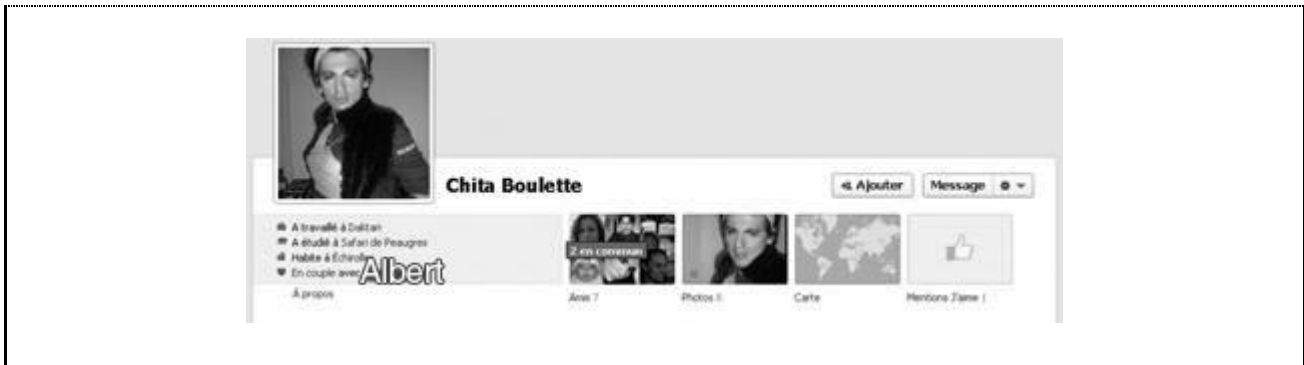 Chita Boulette
Ajouter
Message
A travaillé à Dalitan
A étudié à Safari de Peaugres
Habite à Échirolles
En couple avec Albert
À propos
2 en commun
Amis 7
Photos 8
Carte
Mentions J'aime 1